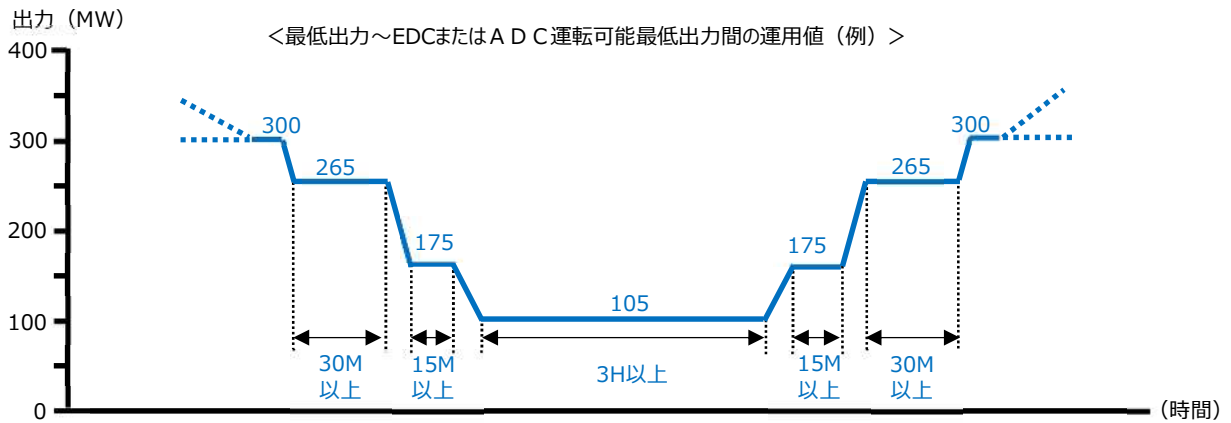 出力（MW）
＜最低出力～EDCまたはＡＤＣ運転可能最低出力間の運用値（例）＞
400
300
200
100
0
300
265
175
105
175
265
300
30M
以上
15M
以上
3H以上
15M
以上
30M
以上
（時間）